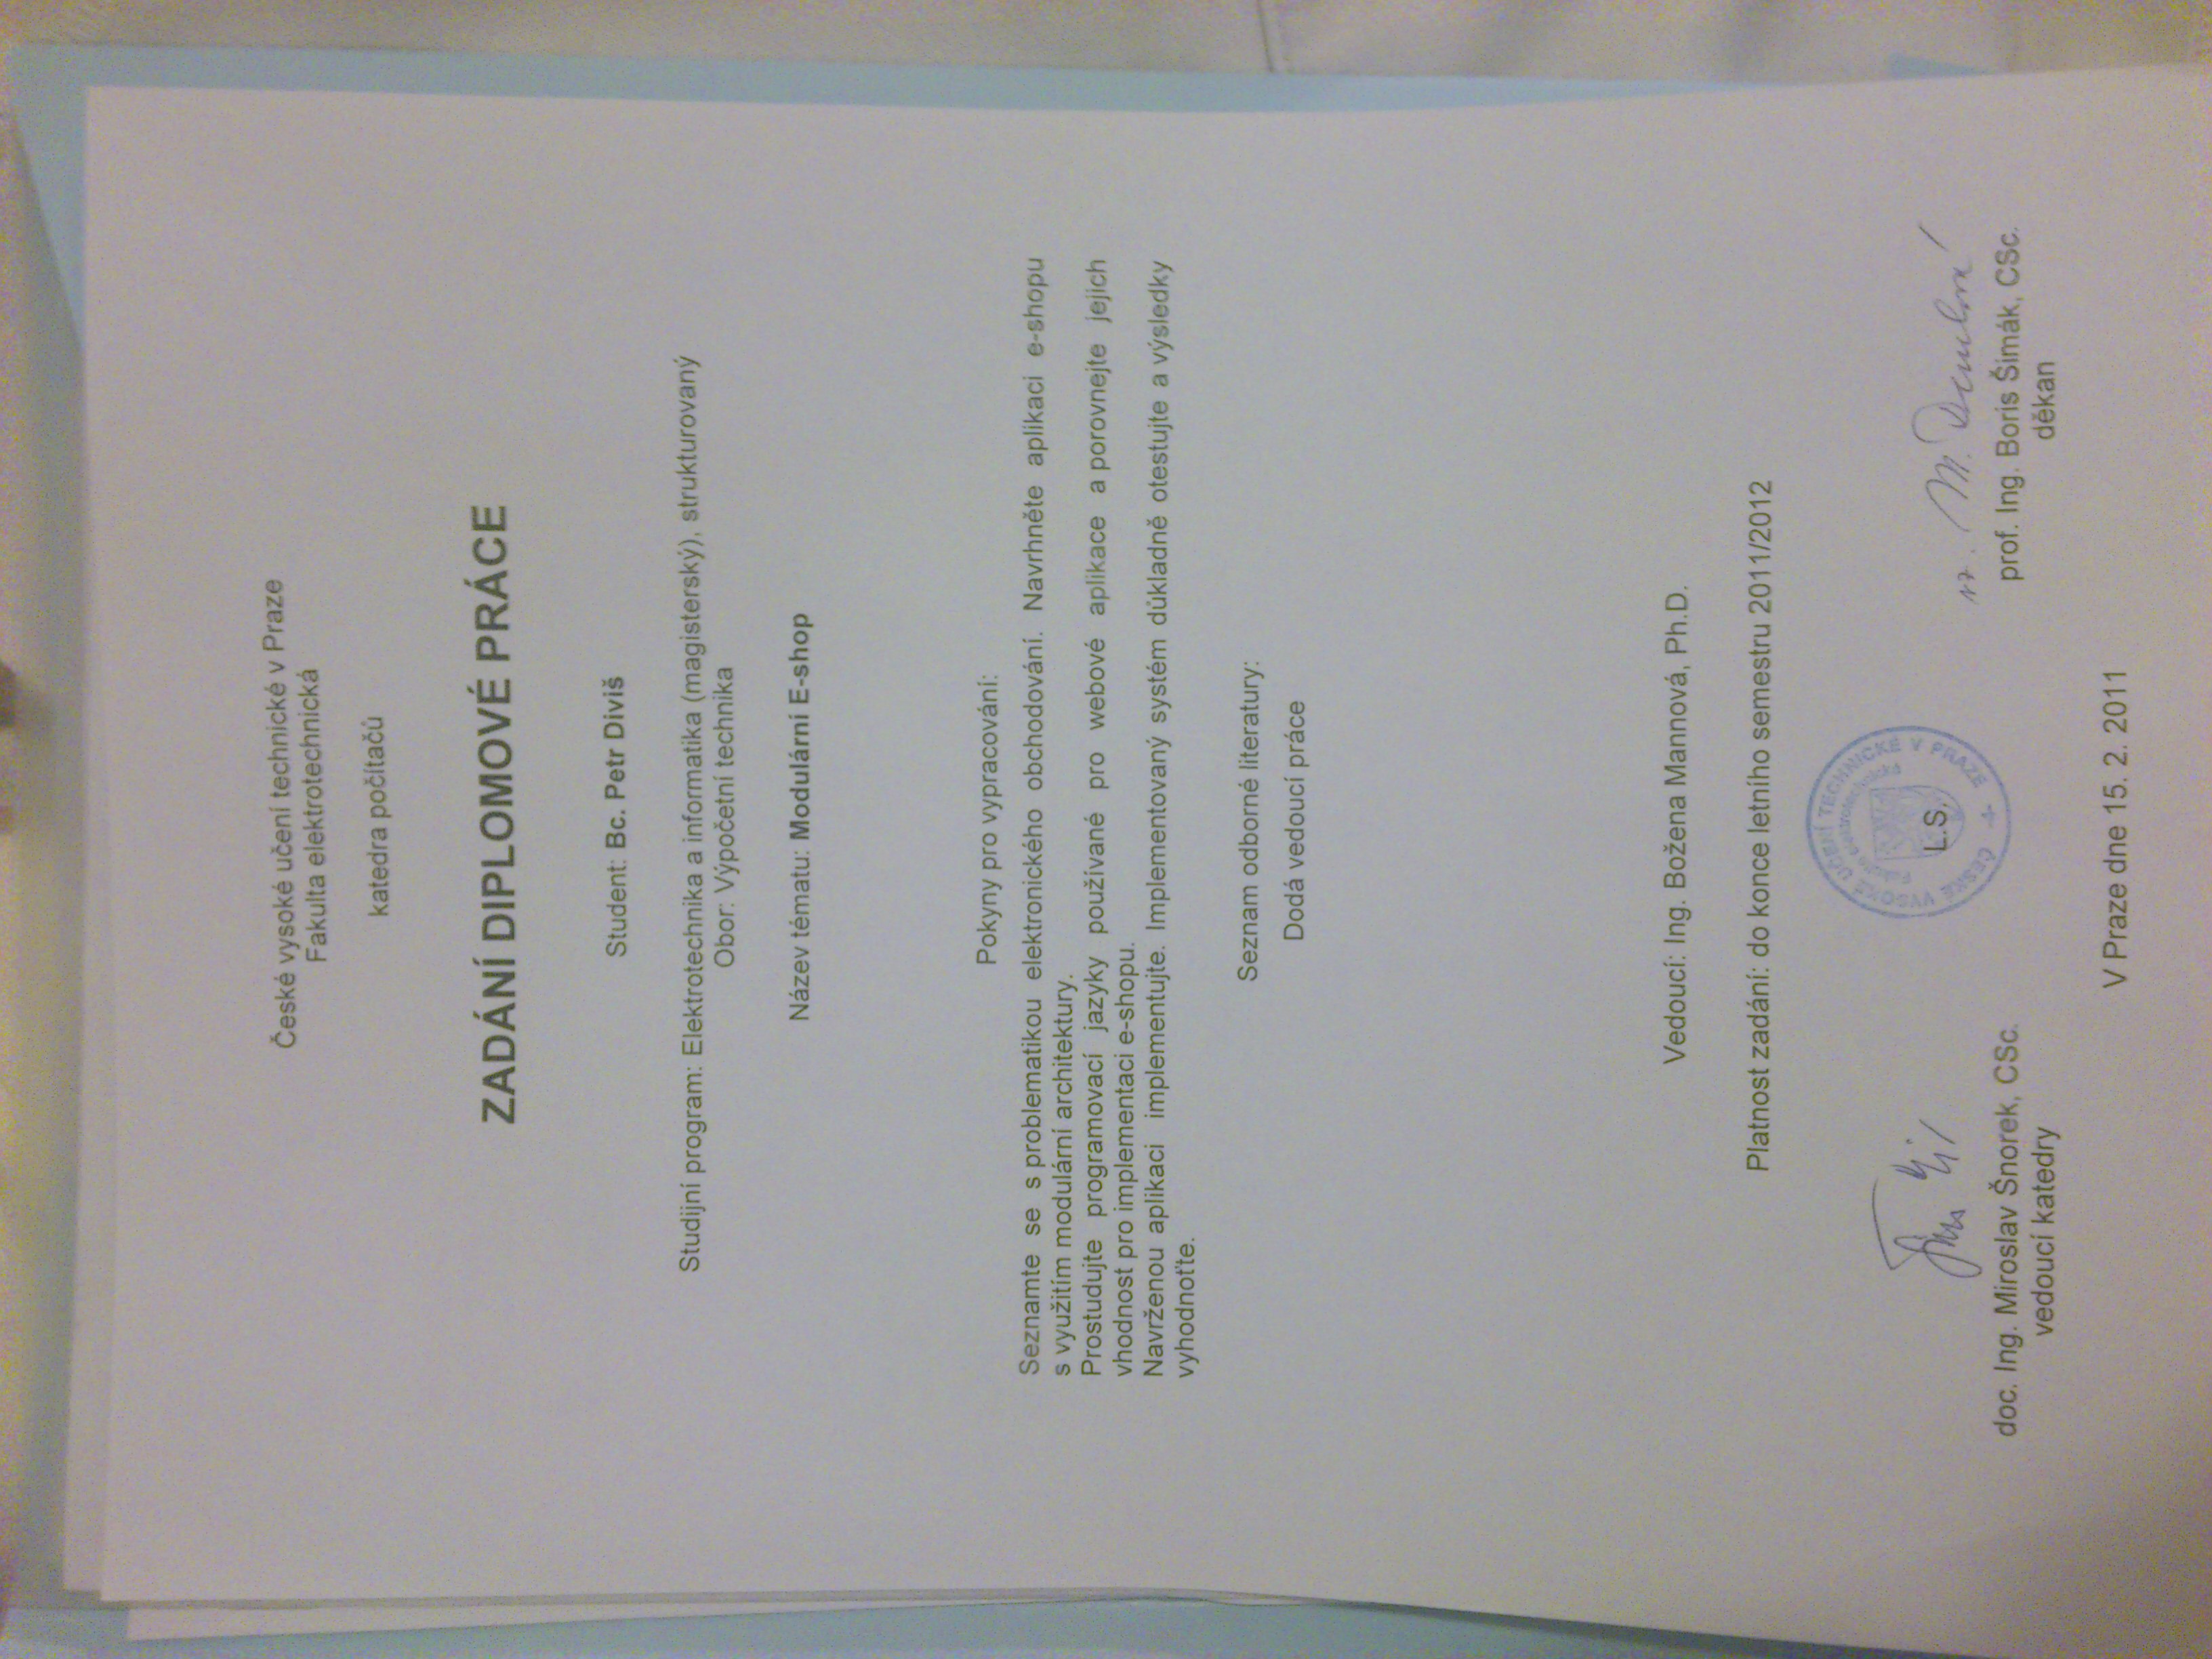 České vysoké učení technické v Praze
Fakulta elektrotechnická
katedra počítačů
ZADÁNÍ DIPLOMOVÉ PRÁCE
Student: Bc. Petr Diviš
Studijní program: Elektrotechnika a informatika (magisterský), strukturovaný
Obor: Výpočetní technika
Název tématu: Modulární E-shop
Pokyny pro vypracování:
Seznamte se s problematikou elektronického obchodování. Navrhněte aplikaci e-shopu
s využitím modulární architektury.
Prostudujte programovací jazyky používané pro webové aplikace a porovnejte jejich
vhodnost pro implementaci e-shopu.
Navrženou aplikaci implementujte. Implementovaný systém důkladně otestujte a výsledky
vyhodnoťte.
Seznam odborné literatury:
Dodá vedoucí práce
Vedoucí: Ing. Božena Mannová, Ph.D.
Platnost zadání: do konce letního semestru 2011/2012
ČESKÉ VYSOKÉ UČENÍ TECHNICKÉ V PRAZE
Fakulta elektrotechnická
L.S.
doc. Ing. Miroslav Šnorek, CSc.
vedoucí katedry
prof. Ing. Boris Šimák, CSc.
děkan
V Praze dne 15. 2. 2011